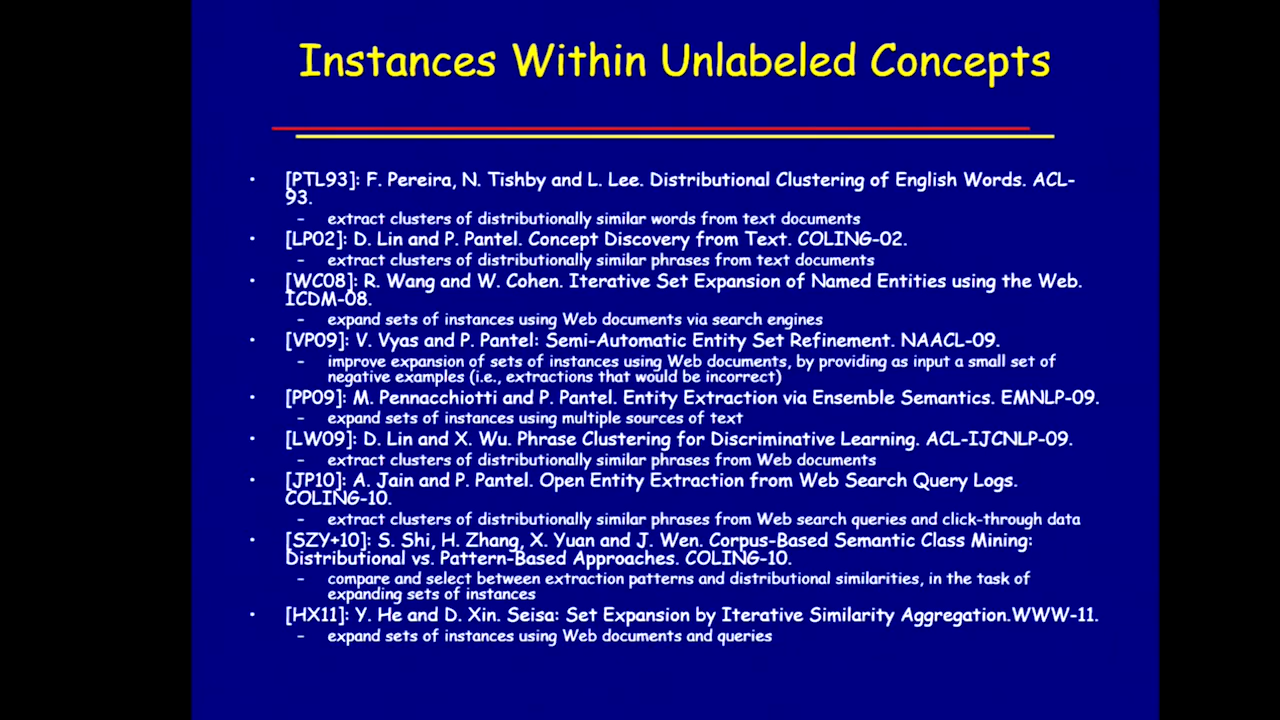 Instances Within Unlabeled Concepts
• [PTL93]: F. Pereira, N. Tishby and L. Lee. Distributional Clustering of English Words. ACL-
93.
– extract clusters of distributionally similar words from text documents
• [LP02]: D. Lin and P. Pantel. Concept Discovery from Text. COLING-02.
– extract clusters of distributionally similar phrases from text documents
• [WC08]: R. Wang and W. Cohen. Iterative Set Expansion of Named Entities using the Web.
ICDM-08.
– expand sets of instances using Web documents via search engines
• [VP09]: V. Vyas and P. Pantel: Semi-Automatic Entity Set Refinement. NAACL-09.
– improve expansion of sets of instances using Web documents, by providing as input a small set of
negative examples (i.e., extractions that would be incorrect)
• [PP09]: M. Pennacchiotti and P. Pantel. Entity Extraction via Ensemble Semantics. EMNLP-09.
– expand sets of instances using multiple sources of text
• [LW09]: D. Lin and X. Wu. Phrase Clustering for Discriminative Learning. ACL-IJCNLP-09.
– extract clusters of distributionally similar phrases from Web documents
• [JP10]: A. Jain and P. Pantel. Open Entity Extraction from Web Search Query Logs.
COLING-10.
– extract clusters of distributionally similar phrases from Web search queries and click-through data
• [SZY+10]: S. Shi, H. Zhang, X. Yuan and J. Wen. Corpus-Based Semantic Class Mining:
Distributional vs. Pattern-Based Approaches. COLING-10.
– compare and select between extraction patterns and distributional similarities, in the task of
expanding sets of instances
• [HX11]: Y. He and D. Xin. Seisa: Set Expansion by Iterative Similarity Aggregation.WWW-11.
– expand sets of instances using Web documents and queries